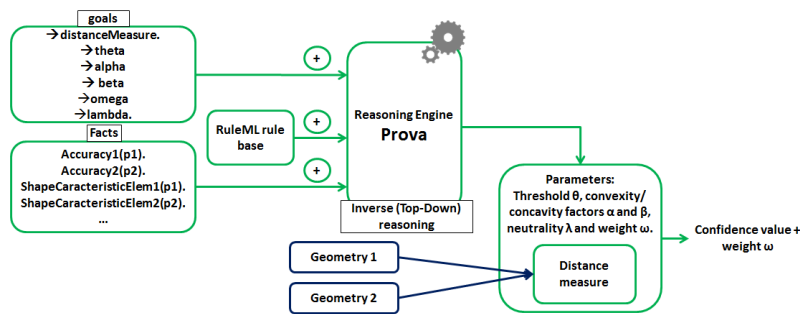 goals
→distanceMeasure.
→theta
→alpha
→ beta
→omega
→lambda.
Facts
Accuracy1(p1).
Accuracy2(p2).
ShapeCaracteristicElem1(p1).
ShapeCaracteristicElem2(p2).
...
+
RuleML rule
base
+
+
Reasoning Engine
Prova
Inverse (Top-Down)
reasoning
Geometry 1
Geometry 2
Parameters:
Threshold θ, convexity/
concavity factors α and β,
neutrality λ and weight ω.
Distance
measure
Confidence value +
weight ω